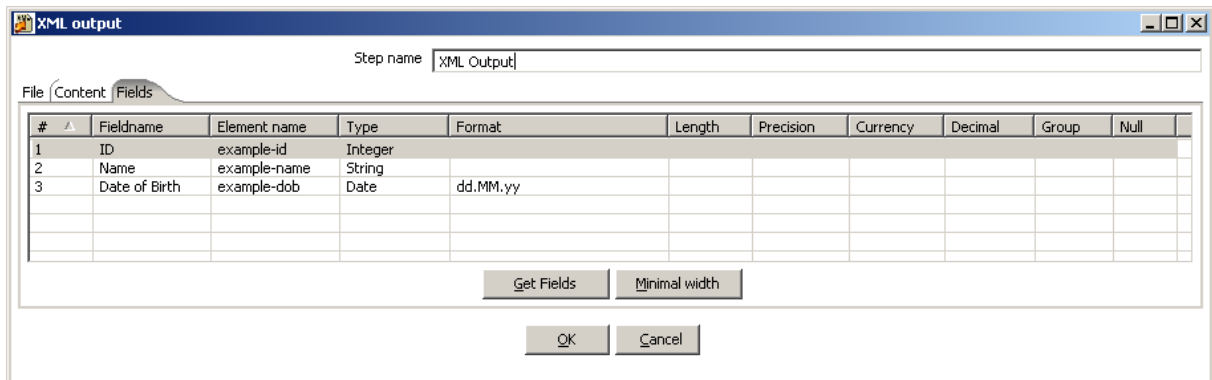 XML output
Step name XML Output
File Content Fields
# Fieldname Element name Type Format Length Precision Currency Decimal Group Null
1 ID example-id Integer
2 Name example-name String
3 Date of Birth example-dob Date dd.MM.yy
Get Fields Minimal width
OK Cancel